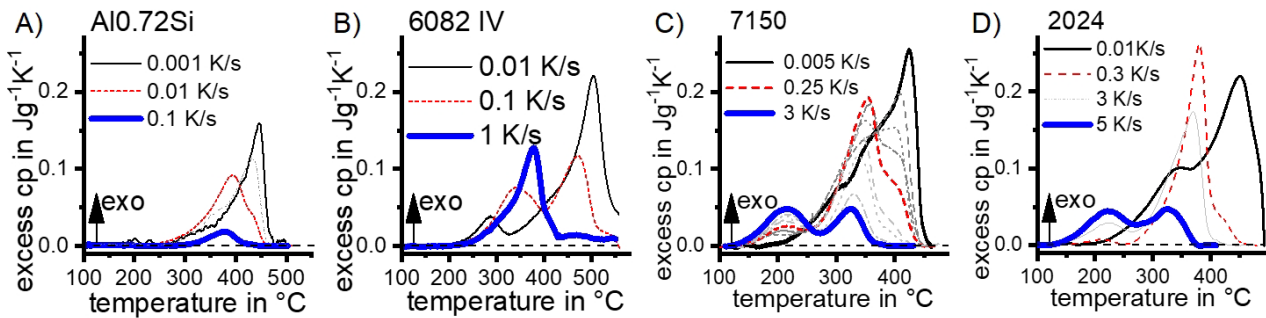 A) Al0.72Si
excess cp in Jg⁻¹K⁻¹
0.2
0.1
0.0
0.001 K/s
0.01 K/s
0.1 K/s
exo
100 200 300 400 500
temperature in °C
B) 6082 IV
excess cp in Jg⁻¹K⁻¹
0.2
0.1
0.0
0.01 K/s
0.1 K/s
1 K/s
exo
100 200 300 400 500
temperature in °C
C) 7150
excess cp in Jg⁻¹K⁻¹
0.2
0.1
0.0
0.005 K/s
0.25 K/s
3 K/s
exo
100 200 300 400
temperature in °C
D) 2024
excess cp in Jg⁻¹K⁻¹
0.2
0.1
0.0
0.01K/s
0.3 K/s
3 K/s
5 K/s
exo
100 200 300 400
temperature in °C